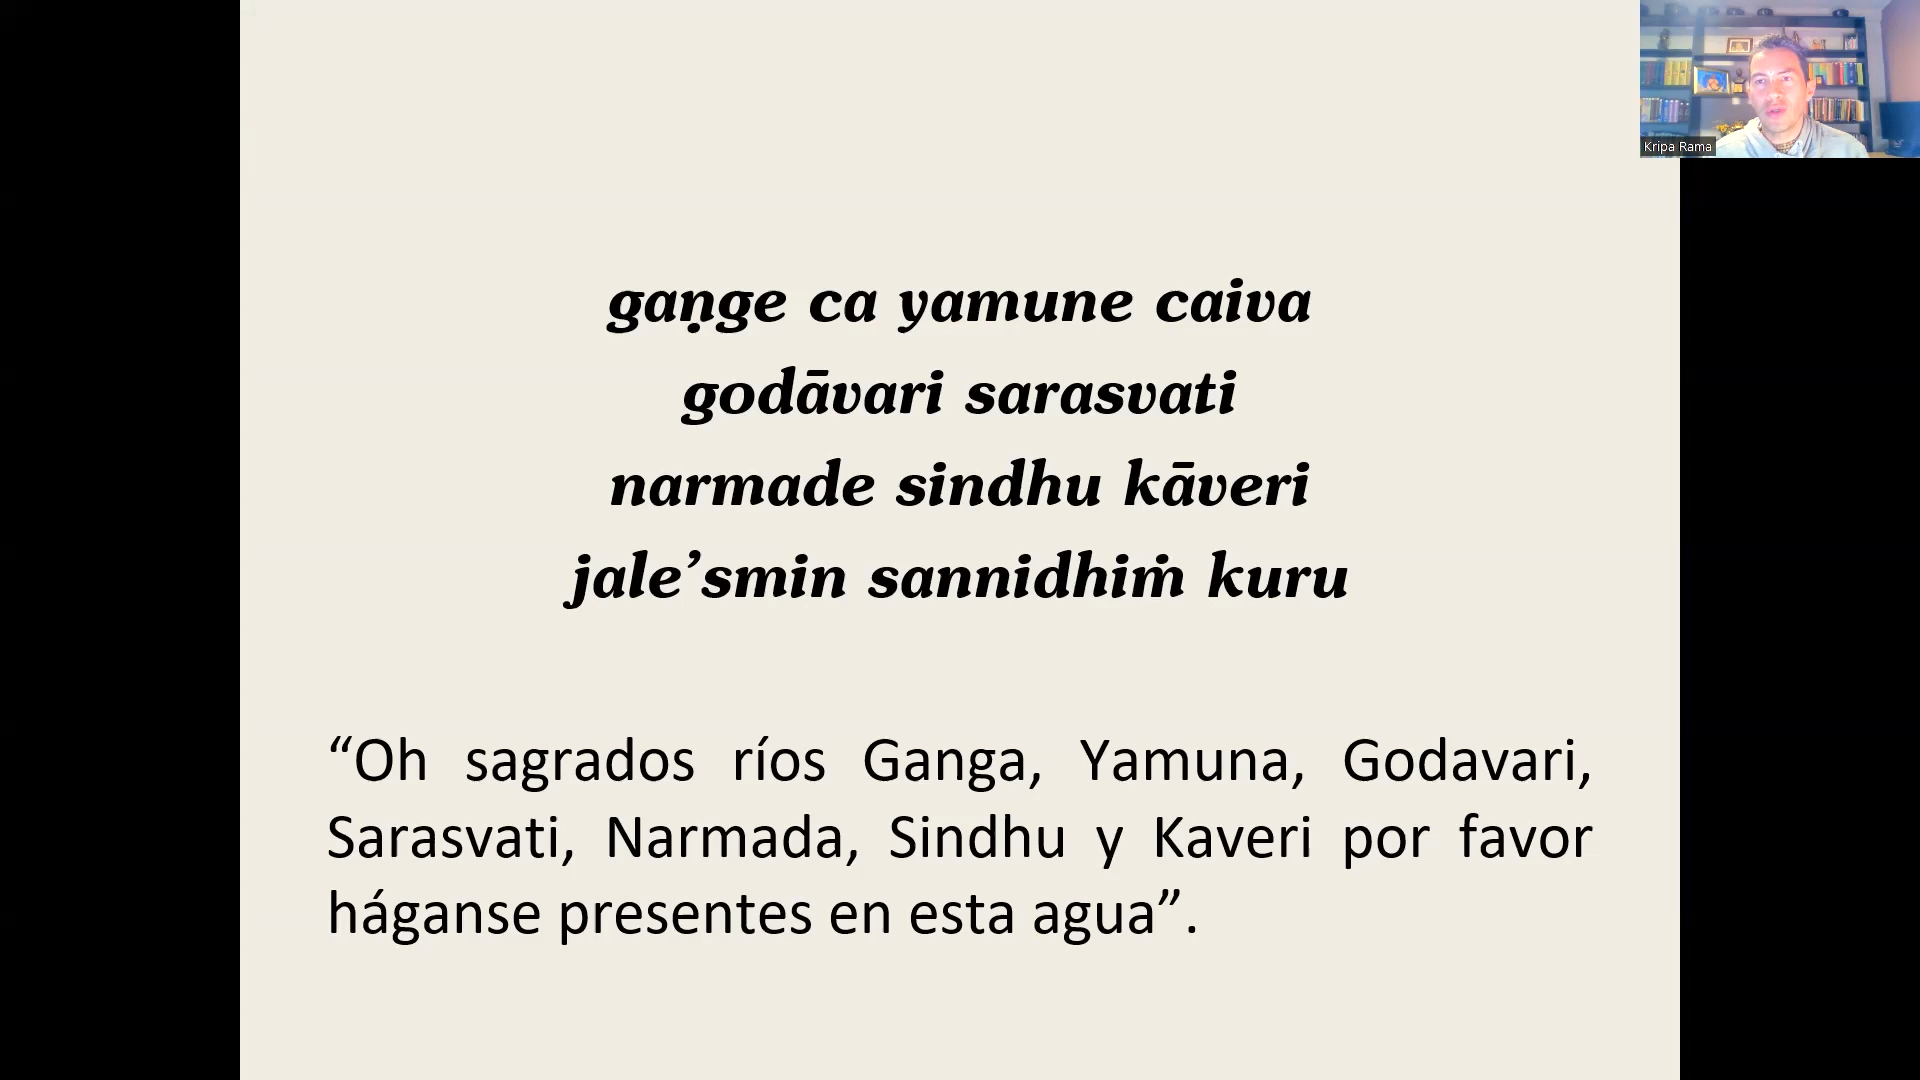 Kripa Rama
gaṇge ca yamune caiva
godāvari sarasvati
narmade sindhu kāveri
jale’smin sannidhiṁ kuru
“Oh sagrados ríos Ganga, Yamuna, Godavari,
Sarasvati, Narmada, Sindhu y Kaveri por favor
háganse presentes en esta agua”.